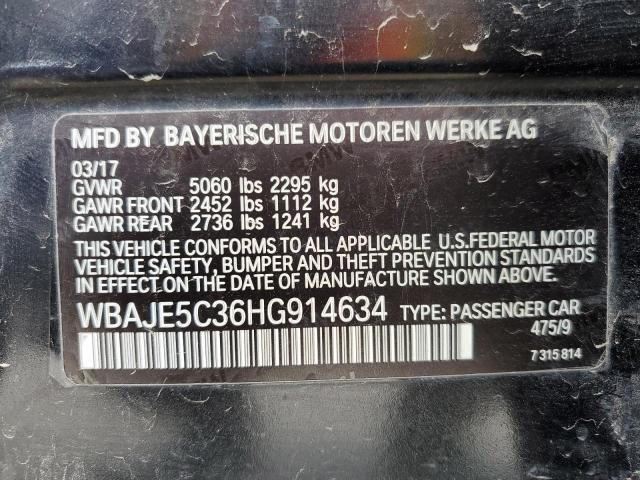 MFD BY BAYERISCHE MOTOREN WERKE AG
03/17
GVWR 5060 lbs 2295 kg
GAWR FRONT 2452 lbs 1112 kg
GAWR REAR 2736 lbs 1241 kg
THIS VEHICLE CONFORMS TO ALL APPLICABLE U.S.FEDERAL MOTOR
VEHICLE SAFETY, BUMPER AND THEFT PREVENTION STANDARDS
IN EFFECT ON THE DATE OF MANUFACTURE SHOWN ABOVE.
WBAJE5C36HG914634 TYPE: PASSENGER CAR
475/9
7 315 814